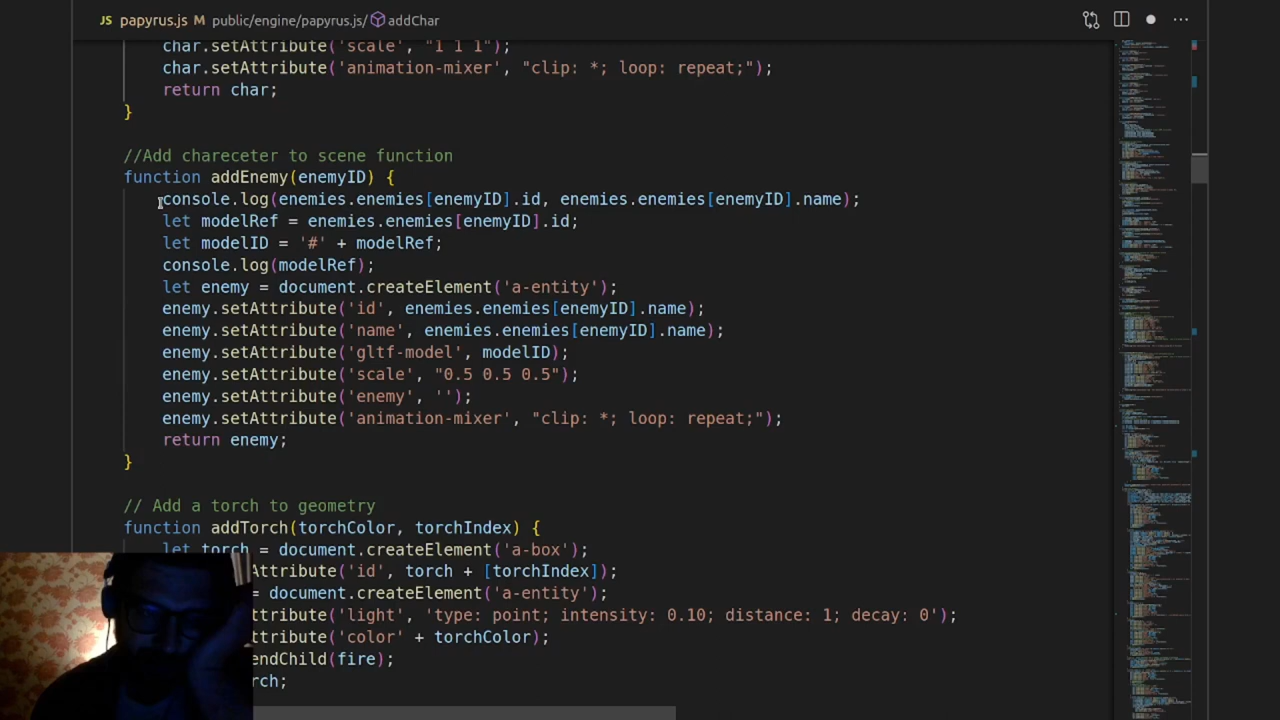 JS papyrus.js M public/engine/papyrus.js/ addChar
char.setAttribute('scale', "1 1 1");
char.setAttribute('animation-mixer', "clip: *; loop: repeat;");
return char;
}
//Add chareceter to scene function
function addEnemy(enemyID) {
console.log(enemies.enemies[enemyID].id, enemies.enemies[enemyID].name);
let modelRef = enemies.enemies[enemyID].id;
let modelID = '#' + modelRef;
console.log(modelRef);
let enemy = document.createElement('a-entity');
enemy.setAttribute('id', enemies.enemies[enemyID].name);
enemy.setAttribute('name', enemies.enemies[enemyID].name);
enemy.setAttribute('gltf-model', modelID);
enemy.setAttribute('scale', "0.5 0.5 0.5");
enemy.setAttribute('enemy', '');
enemy.setAttribute('animation-mixer', "clip: *; loop: repeat;");
return enemy;
}
// Add a torch to geometry
function addTorch(torchColor, torchIndex) {
let torch = document.createElement('a-box');
Attribute('id', torch + [torchIndex]);
= document.createElement('a-entity');
ttribute('light', 'type: point; intensity: 0.10; distance: 1; decay: 0');
ttribute('color' + torchColor);
endChild(fire);
rch;